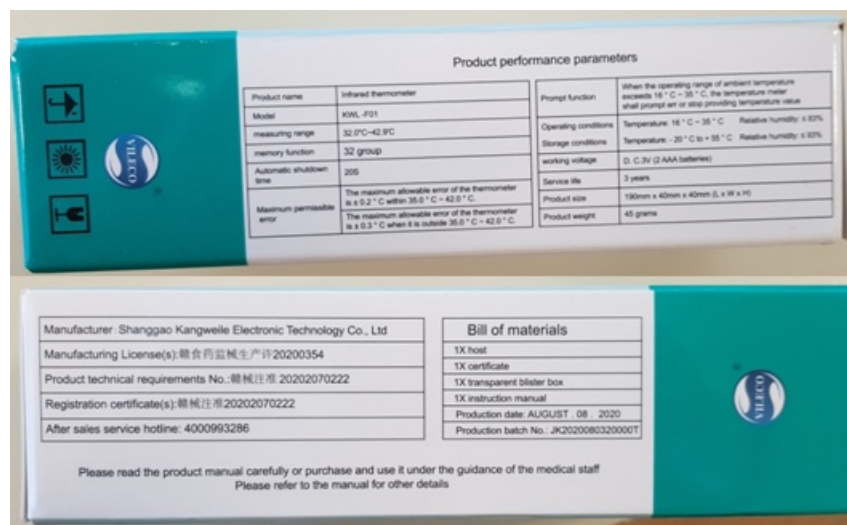 Product performance parameters
Product name Infrared thermometer
Model KWL -F01
measuring range 32.0°C~42.9°C
memory function 32 group
Automatic shutdown time 20S
Maximum permissible error
The maximum allowable error of the thermometer
is ± 0.2 ° C within 35.0 ° C ~ 42.0 ° C.
The maximum allowable error of the thermometer
is ± 0.3 ° C when it is outside 35.0 ° C ~ 42.0 ° C.
Prompt function
When the operating range of ambient temperature
exceeds 16 ° C ~ 35 ° C, the temperature meter
shall prompt err or stop providing temperature value
Operating conditions Temperature: 16 ° C ~ 35 ° C Relative humidity: ≤
Storage conditions Temperature: - 20 ° C to + 55 ° C Relative humidity: ≤ 93%
working voltage D. C.3V (2 AAA batteries)
Service life 3 years
Product size 190mm x 40mm x 40mm (L x W x H)
Product weight 45 grams
VILECO
Manufacturer: Shanggao Kangweile Electronic Technology Co., Ltd
Manufacturing License(s):赣食药监械生产许20200354
Product technical requirements No.:赣械注准 20202070222
Registration certificate(s):赣械注准20202070222
After sales service hotline: 4000993286
Bill of materials
1X host
1X certificate
1X transparent blister box
1X instruction manual
Production date: AUGUST . 08 . 2020
Production batch No.: JK2020080320000T
VILECO
Please read the product manual carefully or purchase and use it under the guidance of the medical staff
Please refer to the manual for other details